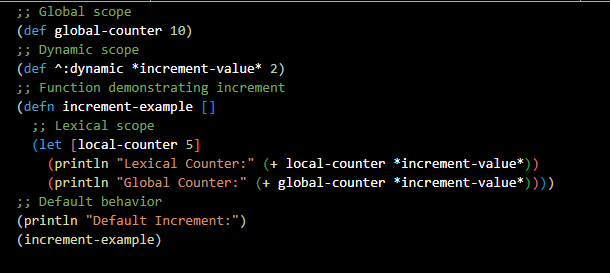 ;; Global scope
(def global-counter 10)
;; Dynamic scope
(def ^:dynamic *increment-value* 2)
;; Function demonstrating increment
(defn increment-example []
  ;; Lexical scope
  (let [local-counter 5]
    (println "Lexical Counter:" (+ local-counter *increment-value*))
    (println "Global Counter:" (+ global-counter *increment-value*))))
;; Default behavior
(println "Default Increment:")
(increment-example)